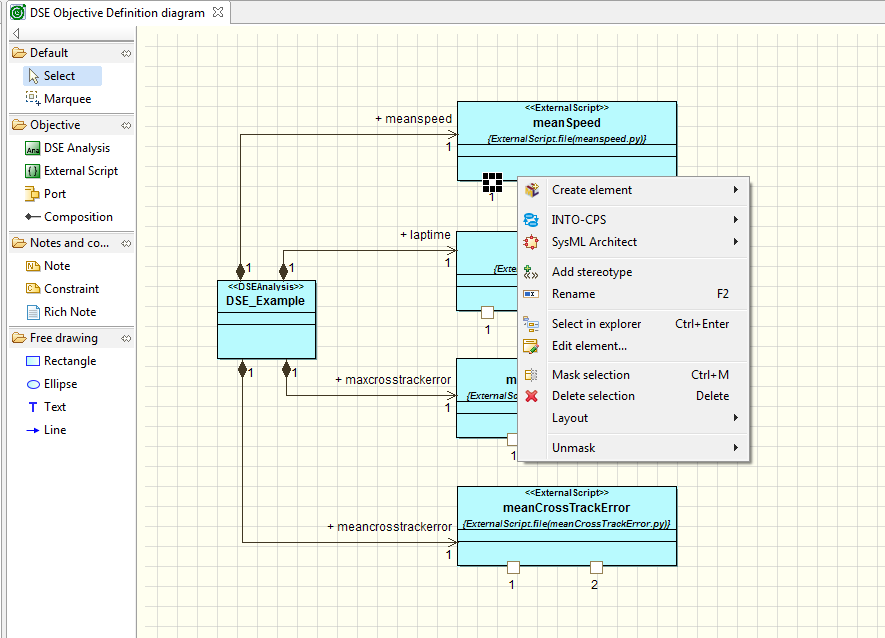 DSE Objective Definition diagram
Default
Select
Marquee
Objective
DSE Analysis
External Script
Port
Composition
Notes and co...
Note
Constraint
Rich Note
Free drawing
Rectangle
Ellipse
Text
Line
+ meanspeed
1
<<ExternalScript>>
meanSpeed
{ExternalScript.file(meanspeed.py)}
1
+ laptime
1
{Exte
1
1
1
<<DSEAnalysis>>
DSE_Example
1
1
+ maxcrosstrackerror
1
m
{ExternalSc
1
+ meancrosstrackerror
1
<<ExternalScript>>
meanCrossTrackError
{ExternalScript.file(meanCrossTrackError.py)}
1
2
Create element
INTO-CPS
SysML Architect
Add stereotype
Rename F2
Select in explorer Ctrl+Enter
Edit element...
Mask selection Ctrl+M
Delete selection Delete
Layout
Unmask